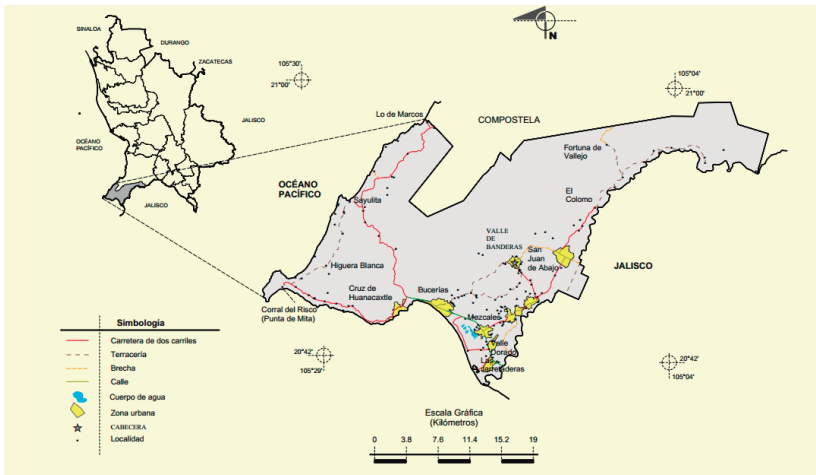 SINALOA
DURANGO
ZACATECAS
JALISCO
OCÉANO
PACÍFICO
JALISCO
N
105°30'
21°00'
105°04'
21°00'
Lo de Marcos
COMPOSTELA
Fortuna de
Vallejo
OCÉANO
PACÍFICO
Sayulita
El
Colomo
VALLE
DE
BANDERAS
San
Juan
de Abajo
JALISCO
Higuera Blanca
Cruz de
Huanacaxtle
Bucerías
Corral del Risco
(Punta de Mita)
Mezcales
Valle
Dorado
Las
Jarretaderas
20°42'
105°29'
20°42'
105°04'
Simbología
Carretera de dos carriles
Terracería
Brecha
Calle
Cuerpo de agua
Zona urbana
CABECERA
Localidad
Escala Gráfica
(Kilómetros)
0 3.8 7.6 11.4 15.2 19